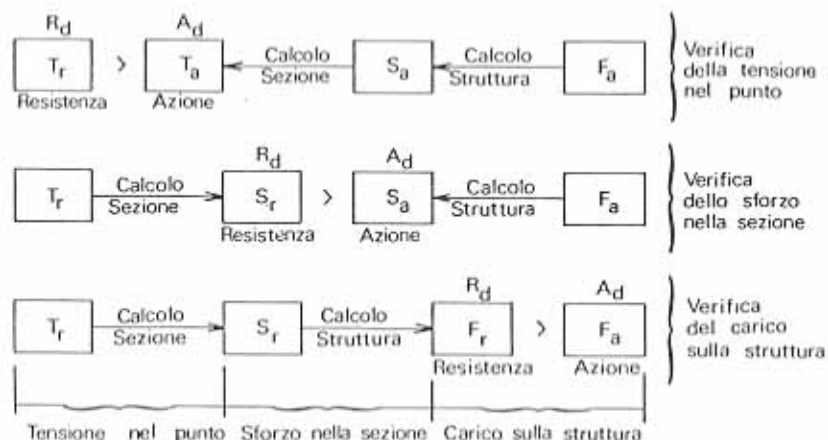 Rd Ad
Tr > Ta Calcolo Sezione Sa Calcolo Struttura Fa
Resistenza Azione
Verifica
della tensione
nel punto
Rd Ad
Tr Calcolo Sezione Sr > Sa Calcolo Struttura Fa
Resistenza Azione
Verifica
dello sforzo
nella sezione
Rd Ad
Tr Calcolo Sezione Sr Calcolo Struttura Fr > Fa
Resistenza Azione
Verifica
del carico
sulla struttura
Tensione nel punto Sforzo nella sezione Carico sulla struttura